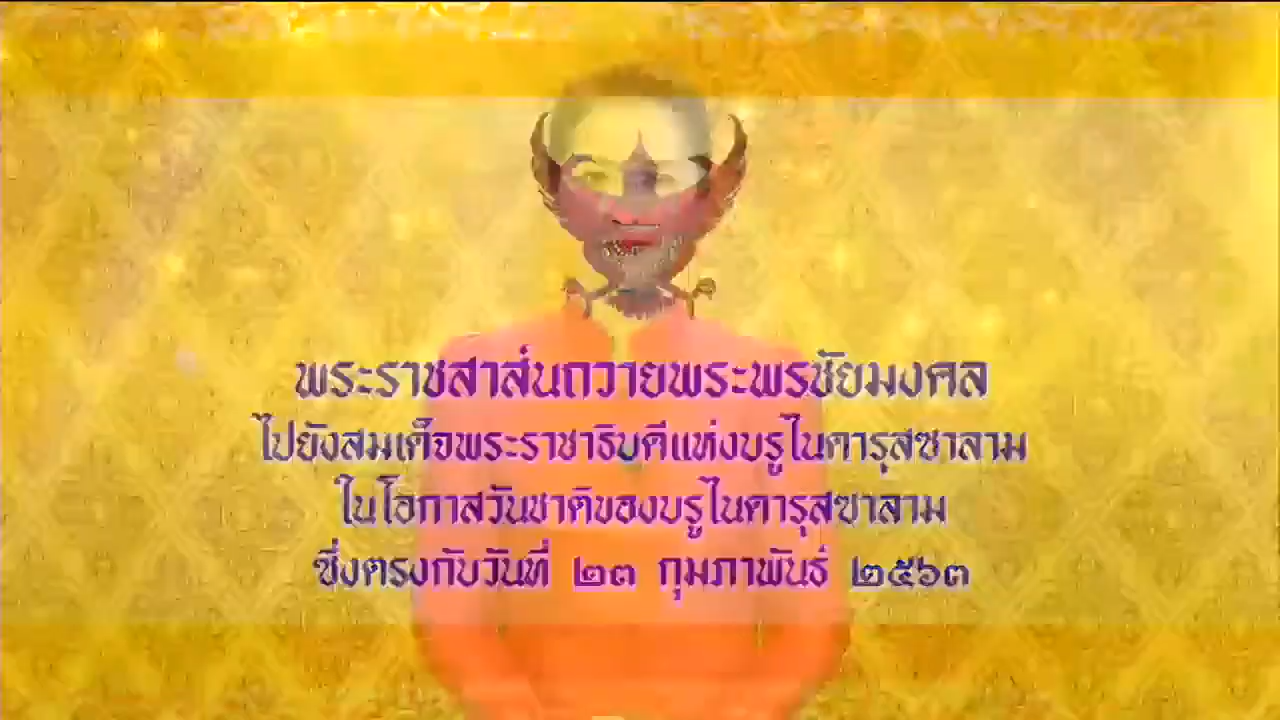 พระราชสาส์นถวายพระพรชัยมงคล
ไปยังสมเด็จพระราชาธิบดีแห่งบรูไนดารุสซาลาม
ในโอกาสวันชาติของบรูไนดารุสซาลาม
ซึ่งตรงกับวันที่ ๒๓ กุมภาพันธ์ ๒๕๖๓